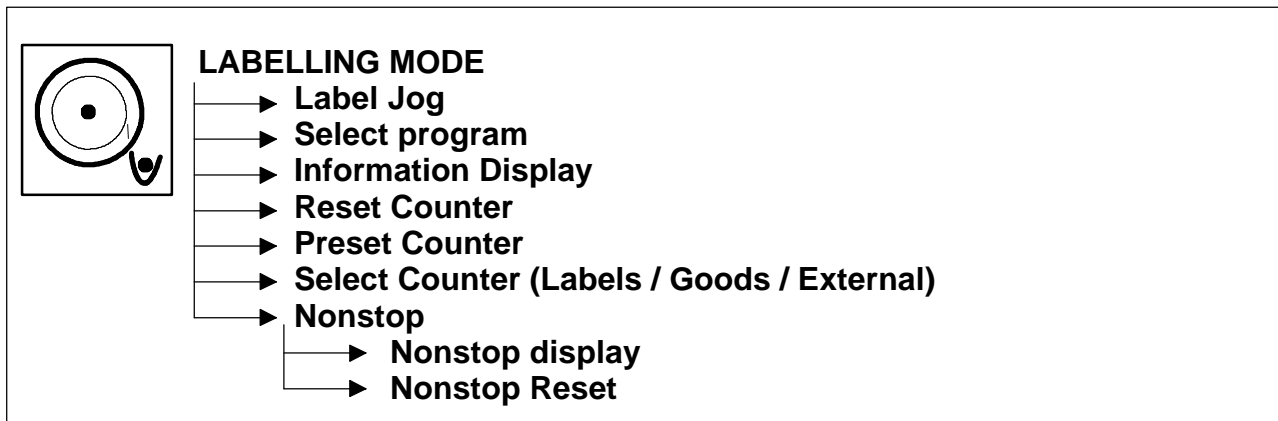 LABELLING MODE
Label Jog
Select program
Information Display
Reset Counter
Preset Counter
Select Counter (Labels / Goods / External)
Nonstop
Nonstop display
Nonstop Reset